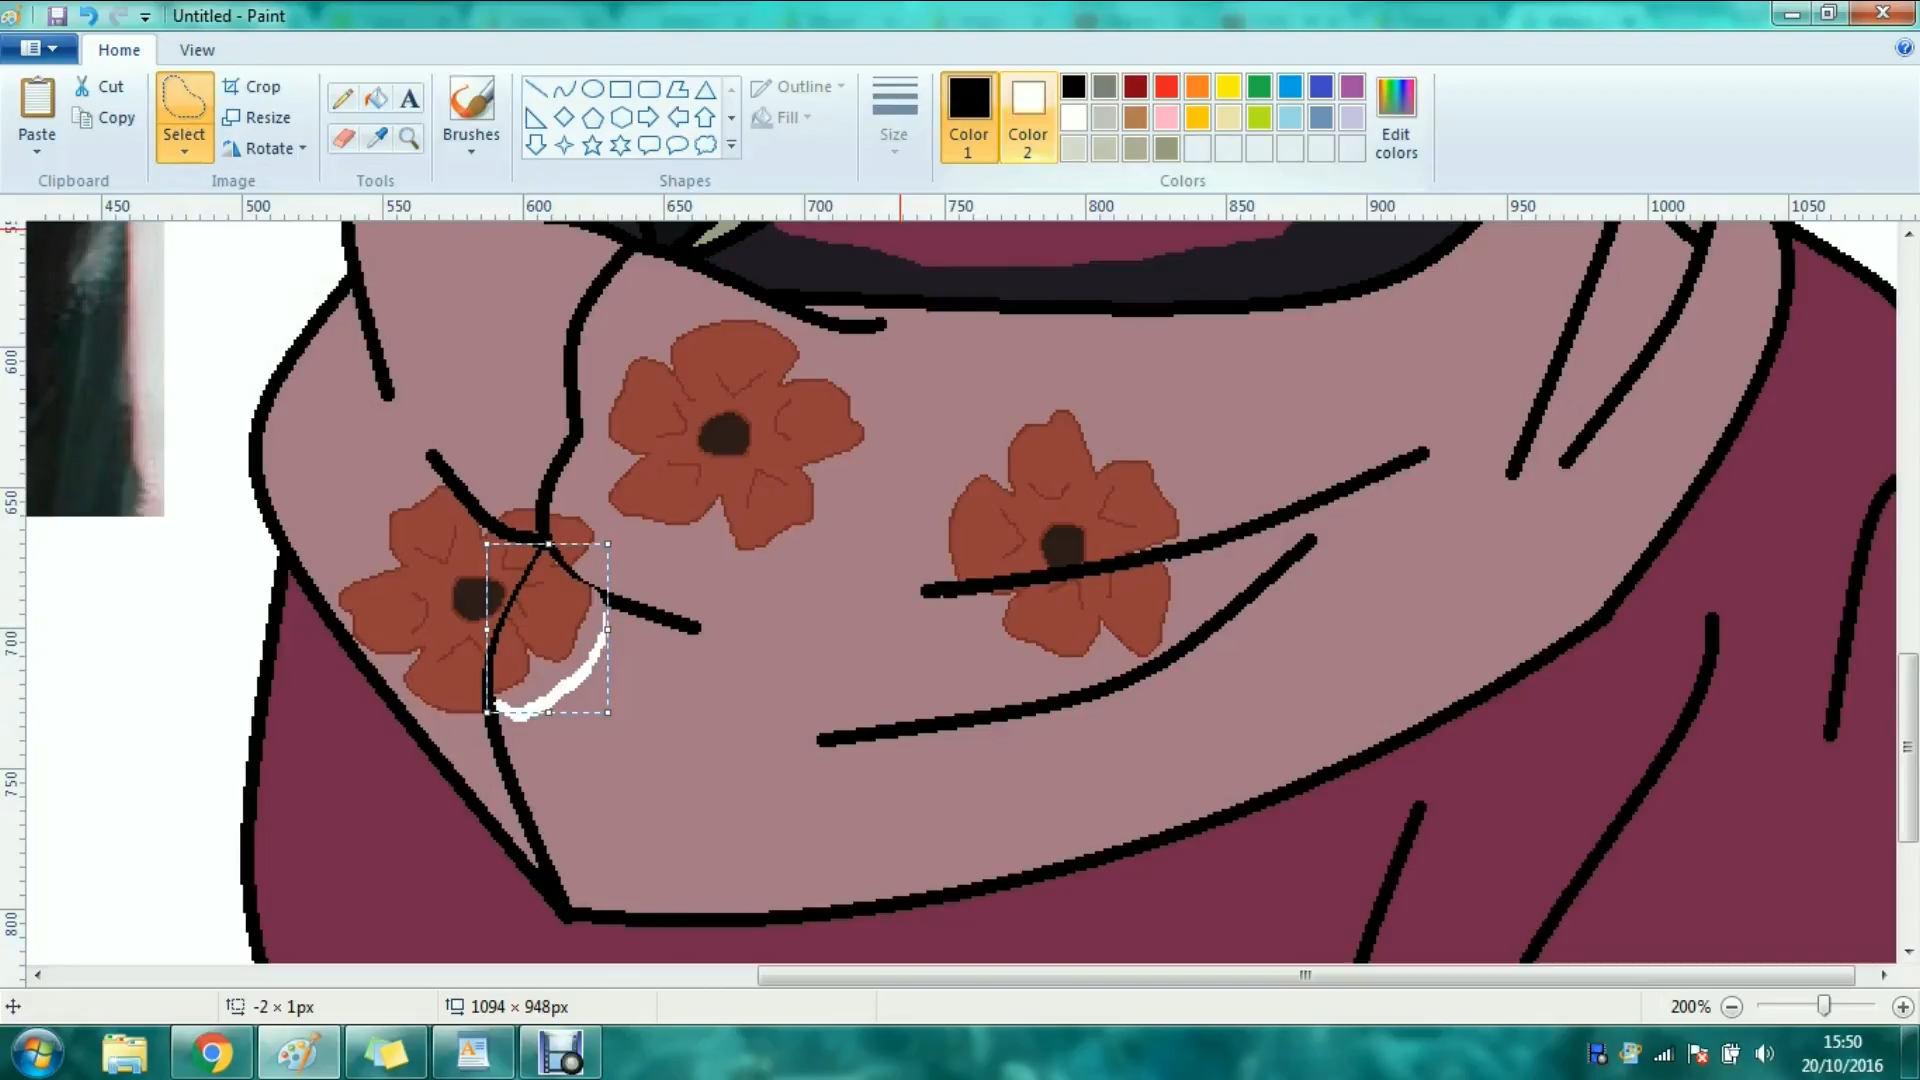 Untitled - Paint
Home View
Paste
Cut
Copy
Clipboard
Select
Crop
Resize
Rotate
Image
A
Tools
Brushes
Shapes
Outline
Fill
Size
Color 1
Color 2
Edit colors
Colors
450 500 550 600 650 700 750 800 850 900 950 1000 1050
600
650
700
750
800
-2 × 1px
1094 × 948px
200%
15:50
20/10/2016